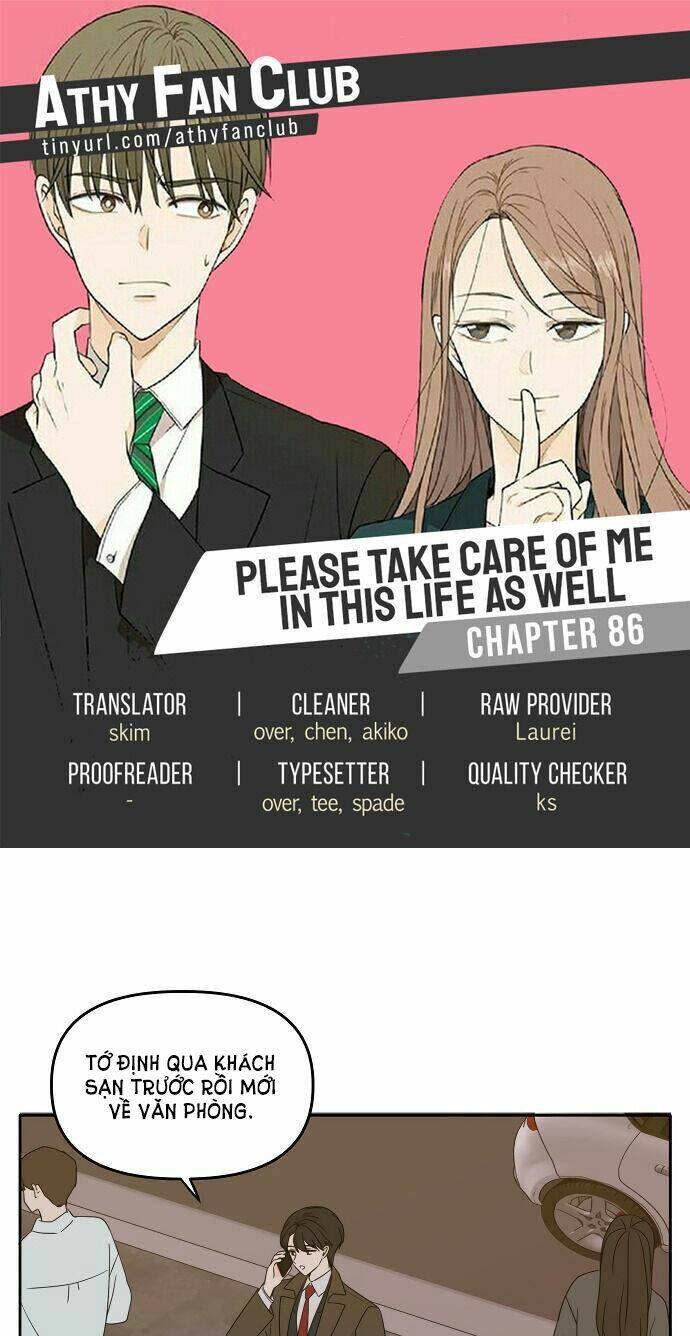 ATHY FAN CLUB
tinyurl.com/athyfanclub
PLEASE TAKE CARE OF ME
IN THIS LIFE AS WELL
CHAPTER 86
TRANSLATOR | CLEANER | RAW PROVIDER
skim over, chen, akiko Laurei
PROOFREADER | TYPESETTER | QUALITY CHECKER
- over, tee, spade ks
TỚ ĐỊNH QUA KHÁCH
SẠN TRƯỚC RỒI MỚI
VỀ VĂN PHÒNG.